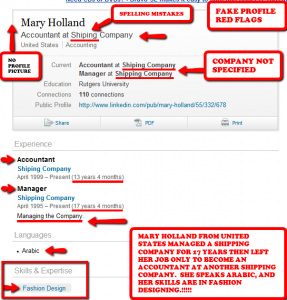 SPELLING MISTAKES
FAKE PROFILE
RED FLAGS
Mary Holland
Accountant at Shiping Company
United States | Accounting
NO
PROFILE
PICTURE
Current Accountant at Shiping Company
Manager at Shipping Company
COMPANY NOT
SPECIFIED
Education Rutgers University
Connections 110 connections
Public Profile http://www.linkedin.com/pub/mary-holland/55/332/678
Share PDF Print
Experience
Accountant
Shiping Company
April 1999 – Present (13 years 4 months)
Manager
Shipping Company
April 1995 – Present (17 years 4 months)
Managing the Company.
Languages
Arabic
Skills & Expertise
Fashion Design
MARY HOLLAND FROM UNITED
STATES MANAGED A SHIPPING
COMPANY FOR 17 YEARS THEN LEFT
HER JOB ONLY TO BECOME AN
ACCOUNTANT AT ANOTHER SHIPPING
COMPANY. SHE SPEAKS ARABIC, AND
HER SKILLS ARE IN FASHION
DESIGNING.!!!!!